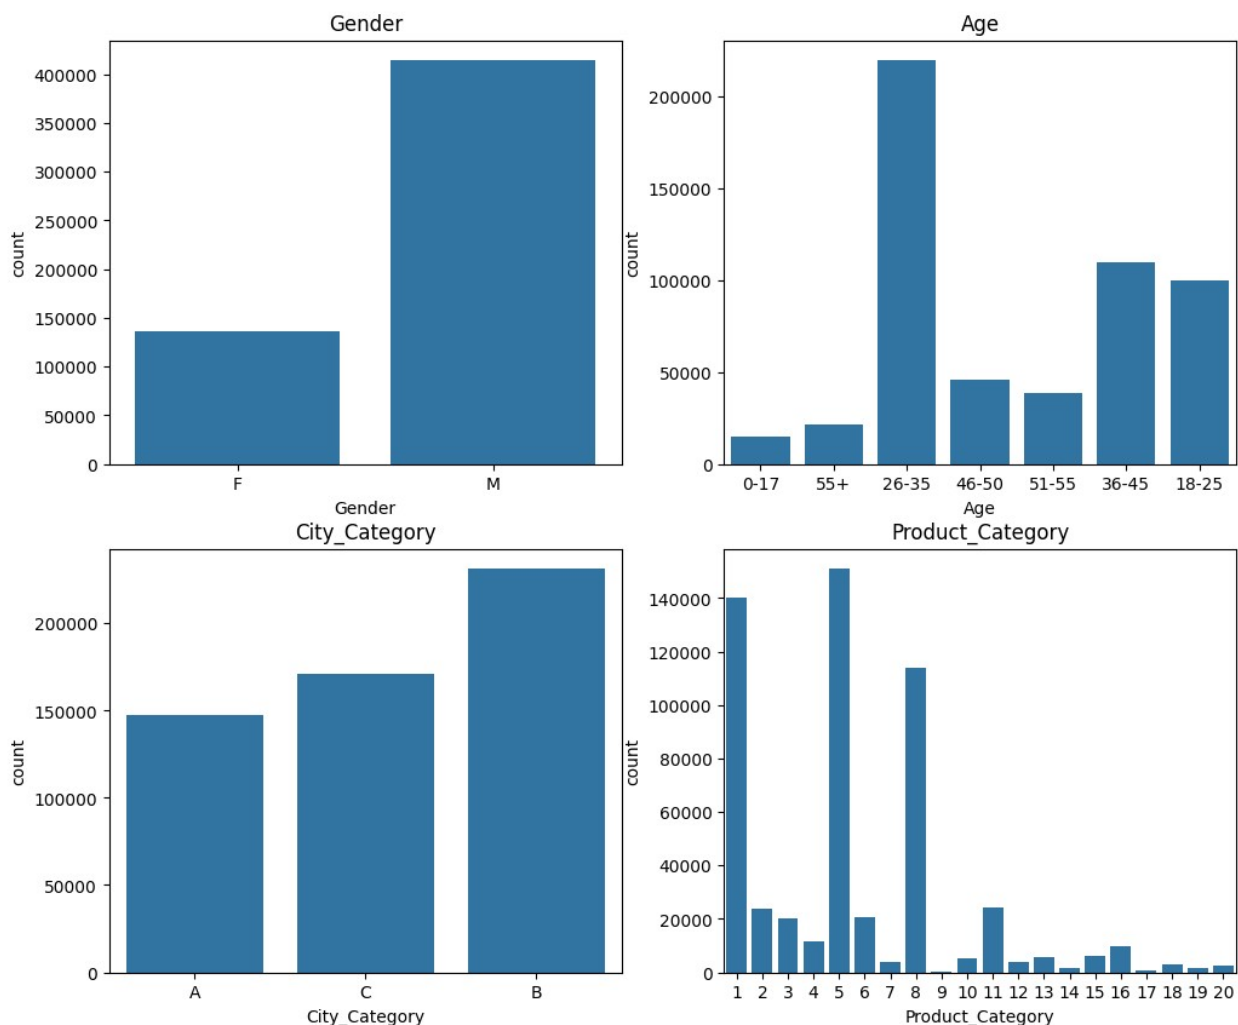 Gender
400000
350000
300000
250000
200000
150000
100000
50000
0
count
F M
Gender
Age
200000
150000
100000
50000
0
count
0-17 55+ 26-35 46-50 51-55 36-45 18-25
Age
City_Category
200000
150000
100000
50000
0
count
A C B
City_Category
Product_Category
140000
120000
100000
80000
60000
40000
20000
0
count
1 2 3 4 5 6 7 8 9 10 11 12 13 14 15 16 17 18 19 20
Product_Category